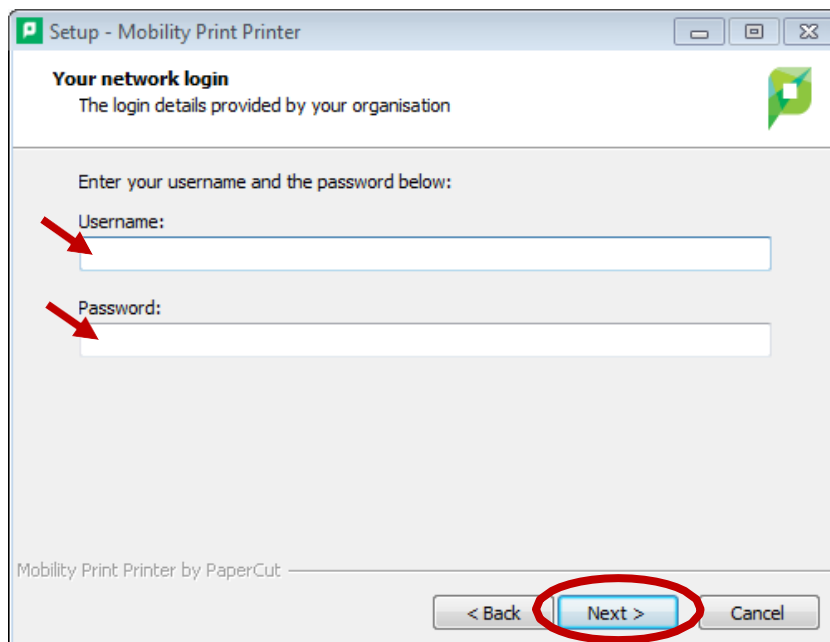 Setup - Mobility Print Printer
Your network login
The login details provided by your organisation
Enter your username and the password below:
Username:
Password:
Mobility Print Printer by PaperCut
< Back Next > Cancel